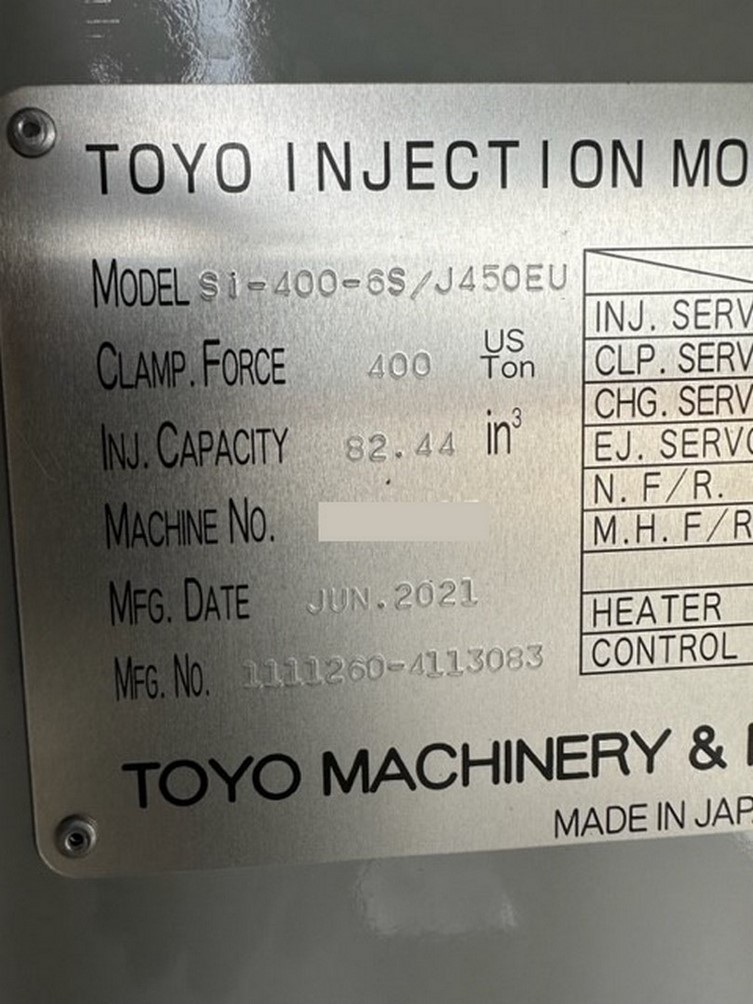 TOYO INJECTION MO
MODEL Si-400-6S/J450EU
CLAMP. FORCE 400 US Ton
INJ. CAPACITY 82.44 in³
MACHINE NO.
MFG. DATE JUN.2021
MFG. NO. 1111260-4113083
INJ. SERV
CLP. SERV
CHG. SERV
EJ. SERVO
N. F/R.
M.H. F/R
HEATER
CONTROL
TOYO MACHINERY &
MADE IN JAP